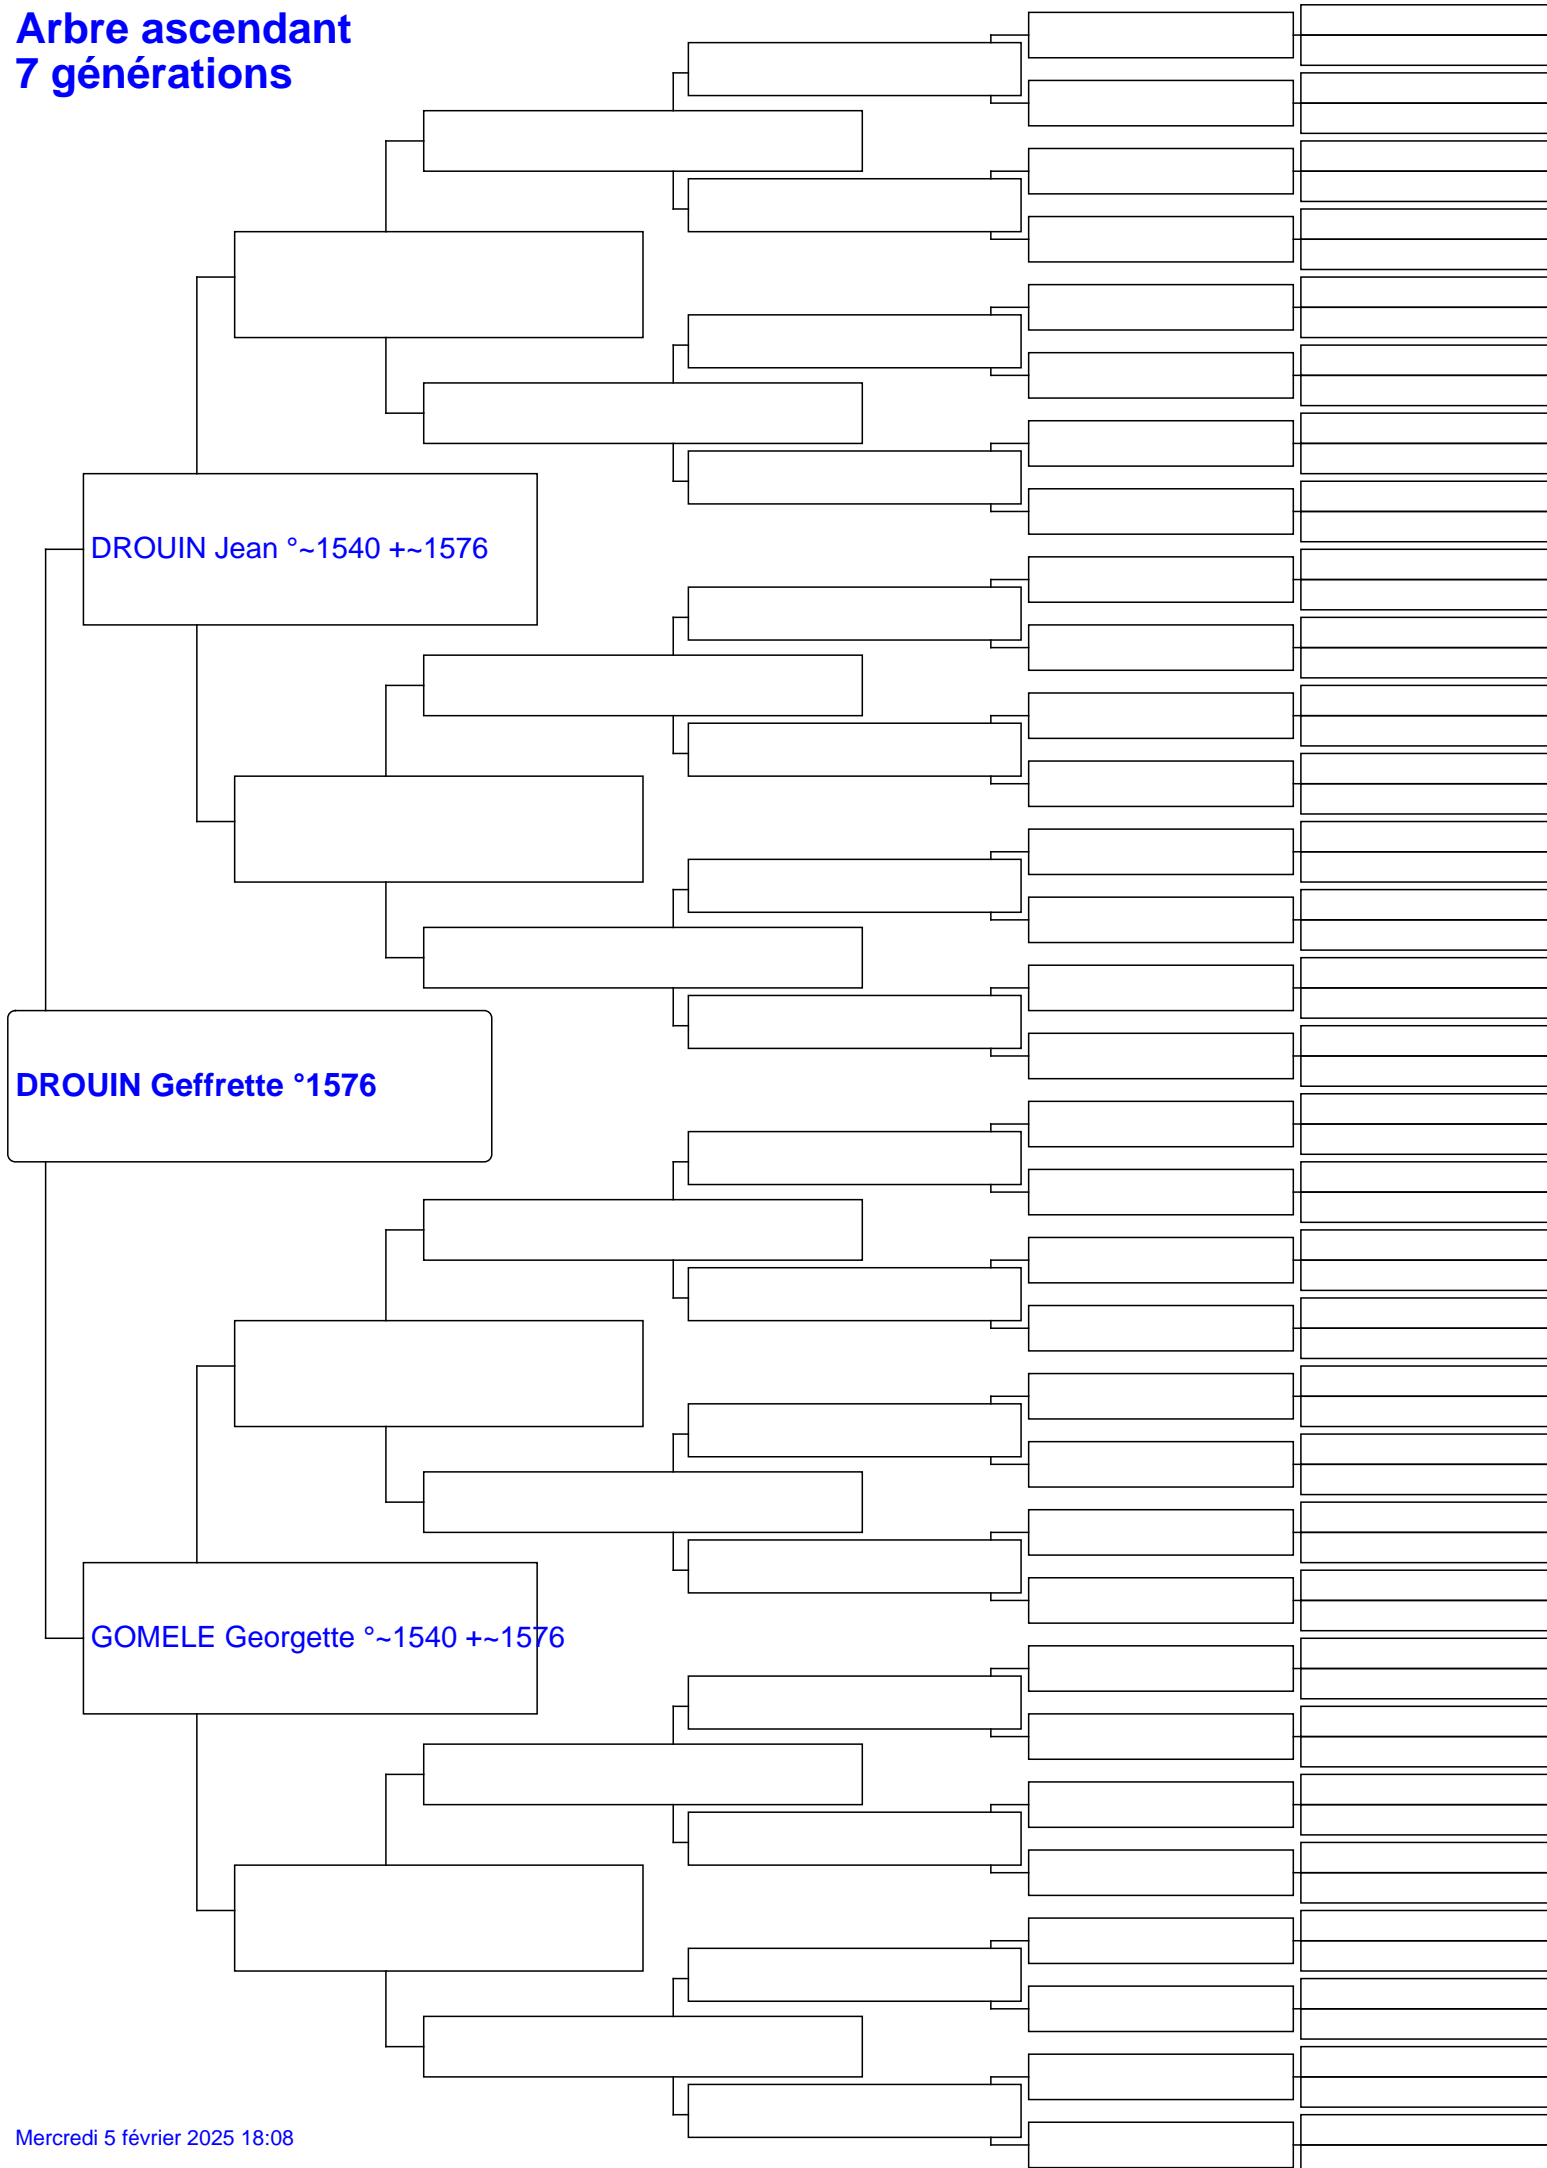 Arbre ascendant
7 générations
DROUIN Jean °~1540 +~1576
DROUIN Geffrette °1576
GOMELE Georgette °~1540 +~1576
Mercredi 5 février 2025 18:08